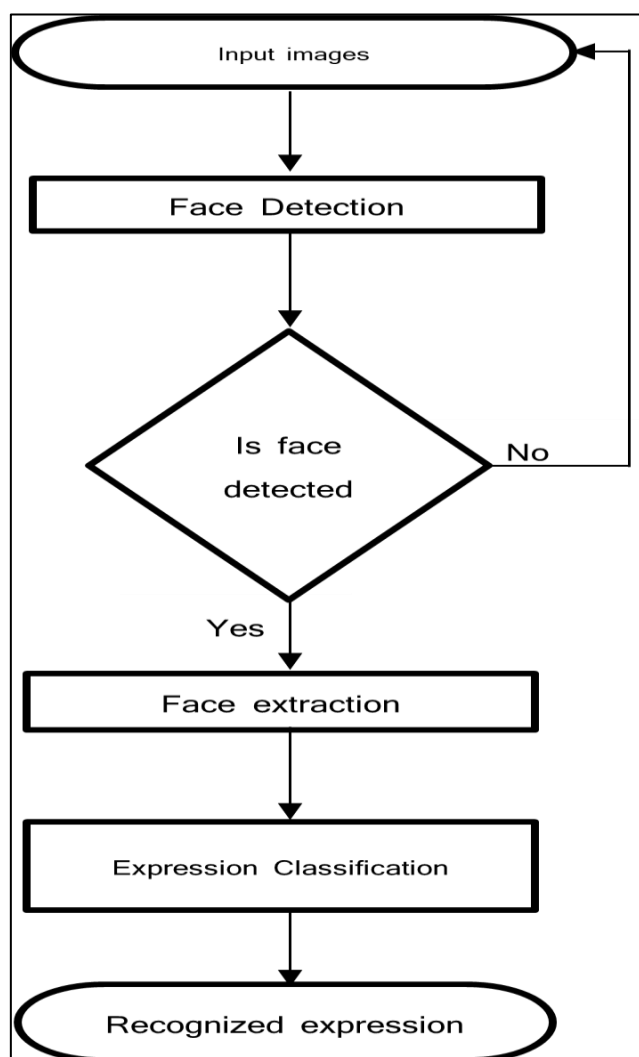 Input images
Face Detection
Is face
detected
No
Yes
Face extraction
Expression Classification
Recognized expression